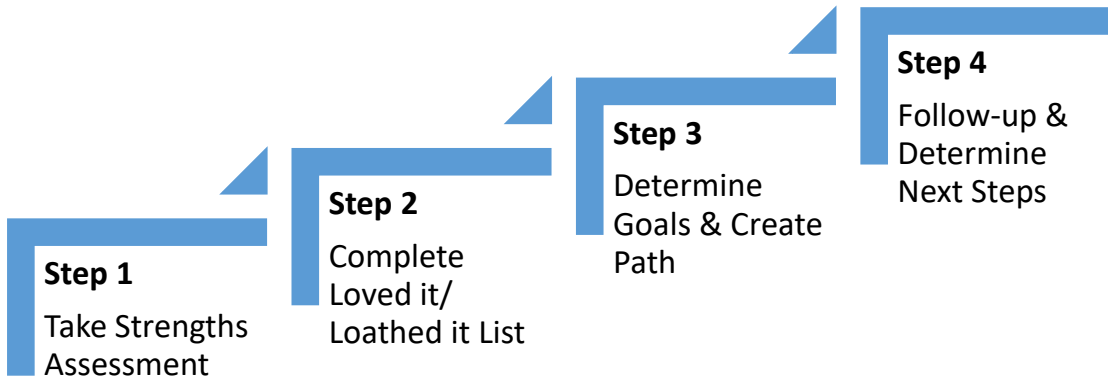 Step 1
Take Strengths
Assessment
Step 2
Complete
Loved it/
Loathed it List
Step 3
Determine
Goals & Create
Path
Step 4
Follow-up &
Determine
Next Steps